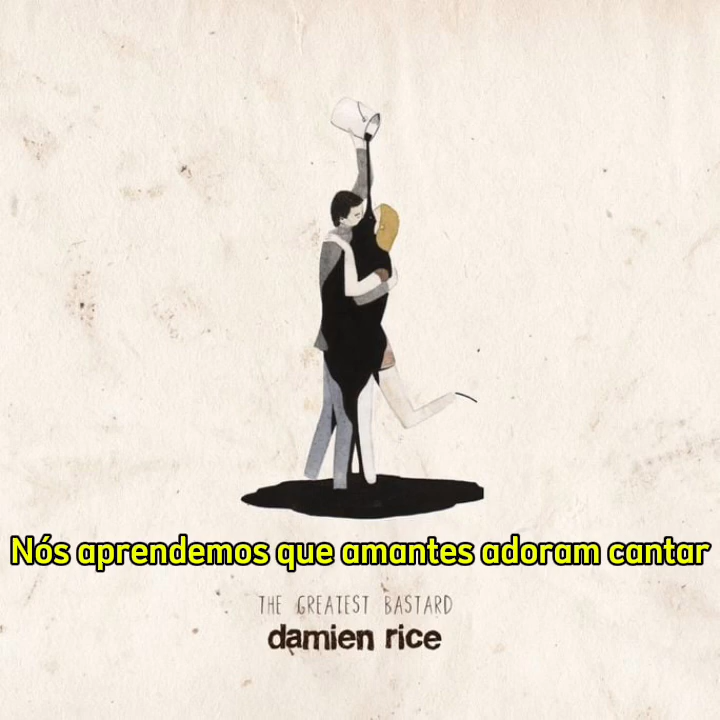 Nós aprendemos que amantes adoram cantar
THE GREATEST BASTARD
damien rice